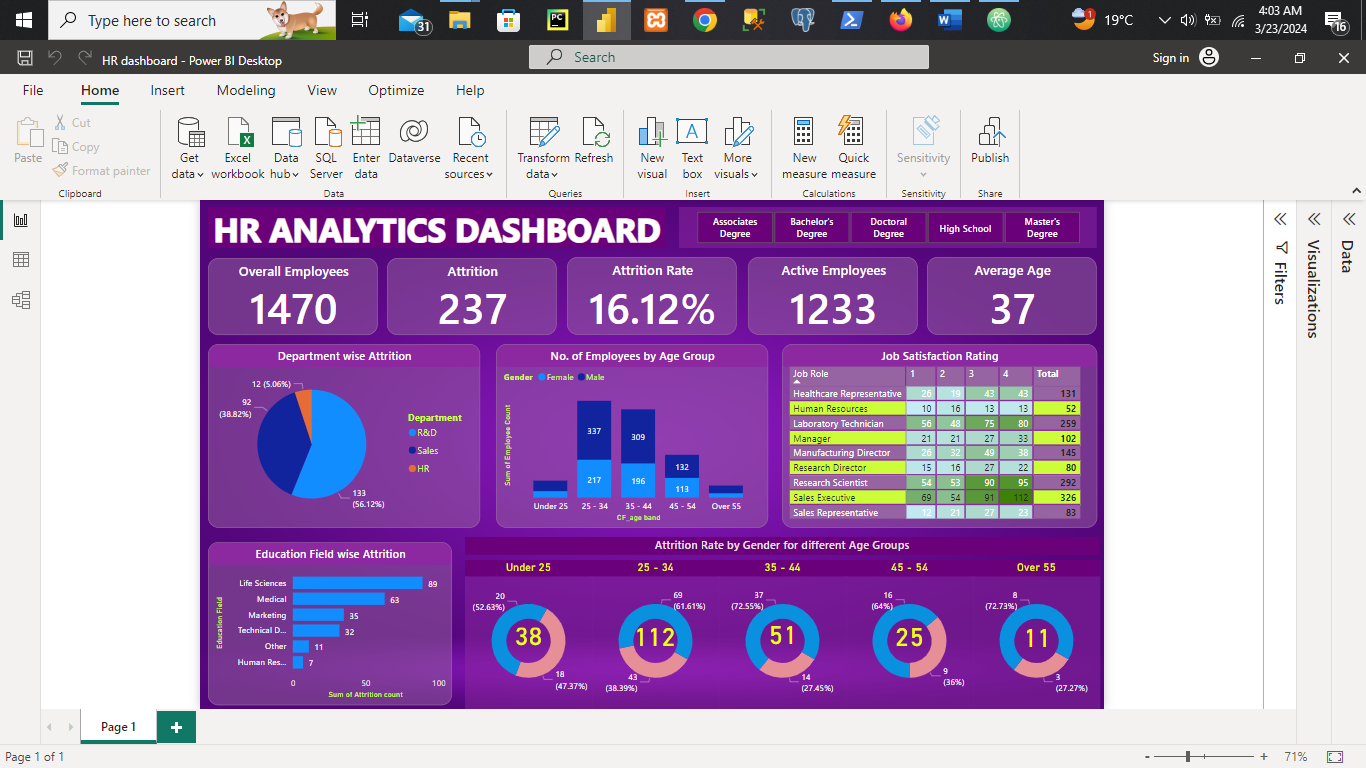 Type here to search
31
PC
1
19°C
4:03 AM
3/23/2024
16
HR dashboard - Power BI Desktop
Search
Sign in
File
Home
Insert
Modeling
View
Optimize
Help
Paste
Cut
Copy
Format painter
Clipboard
Get data
Excel workbook
Data hub
SQL Server
Enter data
Dataverse
Recent sources
Data
Transform data
Refresh
Queries
New visual
Text box
More visuals
Insert
New measure
Quick measure
Calculations
Sensitivity
Sensitivity
Publish
Share
HR ANALYTICS DASHBOARD
Associates Degree
Bachelor's Degree
Doctoral Degree
High School
Master's Degree
Overall Employees
1470
Attrition
237
Attrition Rate
16.12%
Active Employees
1233
Average Age
37
Department wise Attrition
12 (5.06%)
92
(38.82%)
133
(56.12%)
Department
R&D
Sales
HR
No. of Employees by Age Group
Gender Female Male
Sum of Employee Count
337
217
309
196
132
113
Under 25 25 - 34 35 - 44 45 - 54 Over 55
CF_age band
Job Satisfaction Rating
Job Role 1 2 3 4 Total
Healthcare Representative 26 19 43 43 131
Human Resources 10 16 13 13 52
Laboratory Technician 56 48 75 80 259
Manager 21 21 27 33 102
Manufacturing Director 26 32 49 38 145
Research Director 15 16 27 22 80
Research Scientist 54 53 90 95 292
Sales Executive 69 54 91 112 326
Sales Representative 12 21 27 23 83
Education Field wise Attrition
Education Field
Life Sciences 89
Medical 63
Marketing 35
Technical D... 32
Other 11
Human Res... 7
0 50 100
Sum of Attrition count
Attrition Rate by Gender for different Age Groups
Under 25
25 - 34
35 - 44
45 - 54
Over 55
20
(52.63%)
38
18
(47.37%)
69
(61.61%)
112
43
(38.39%)
37
(72.55%)
51
14
(27.45%)
16
(64%)
25
9
(36%)
8
(72.73%)
11
3
(27.27%)
Filters
Visualizations
Data
Page 1
Page 1 of 1
71%